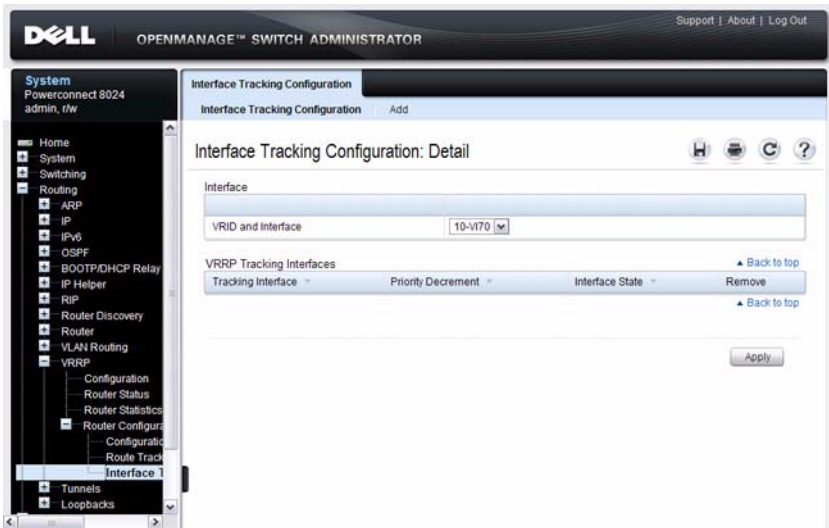 DELL
OPENMANAGE™ SWITCH ADMINISTRATOR
Support | About | Log Out
System
Powerconnect 8024
admin, r/w
Home
System
Switching
Routing
ARP
IP
IPv6
OSPF
BOOTP/DHCP Relay
IP Helper
RIP
Router Discovery
Router
VLAN Routing
VRRP
Configuration
Router Status
Router Statistics
Router Configura
Configuratio
Route Track
Interface T
Tunnels
Loopbacks
Interface Tracking Configuration
Interface Tracking Configuration Add
Interface Tracking Configuration: Detail
Interface
VRID and Interface 10-Vl70
Back to top
VRRP Tracking Interfaces
Tracking Interface Priority Decrement Interface State Remove
Back to top
Apply